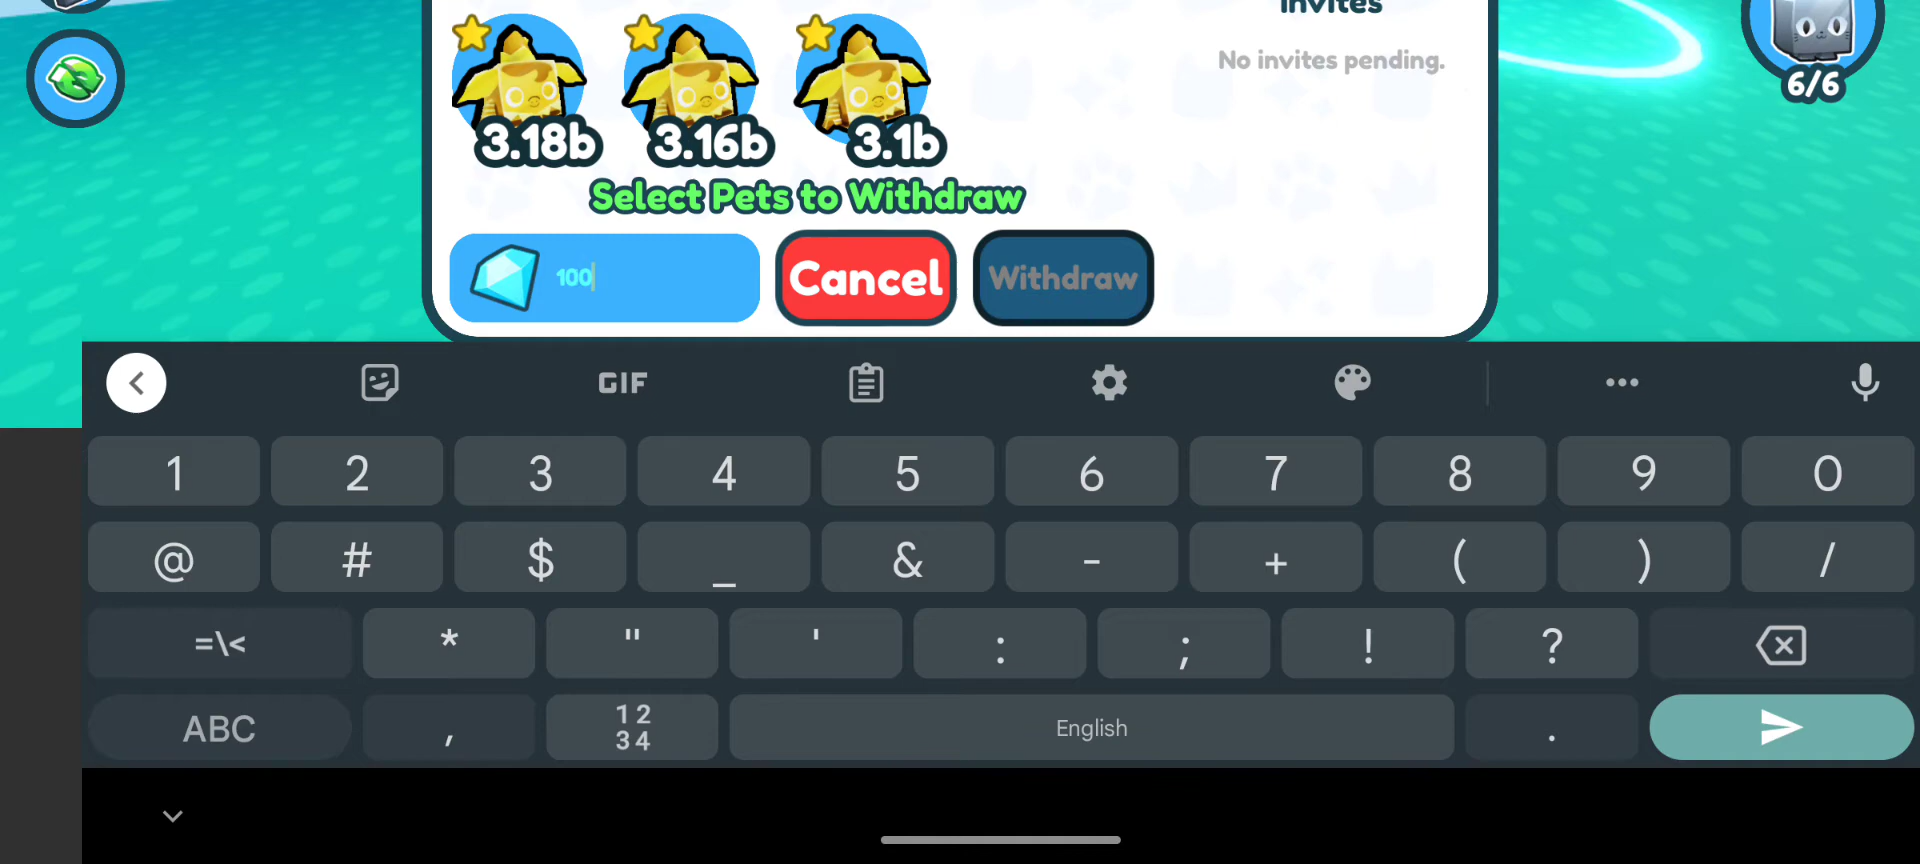 Invites
No invites pending.
6/6
3.18b 3.16b 3.1b
Select Pets to Withdraw
100 Cancel Withdraw
GIF
1 2 3 4 5 6 7 8 9 0
@ # $ _ & - + ( ) /
=\< * " ' : ; ! ?
ABC , 12 34 English .